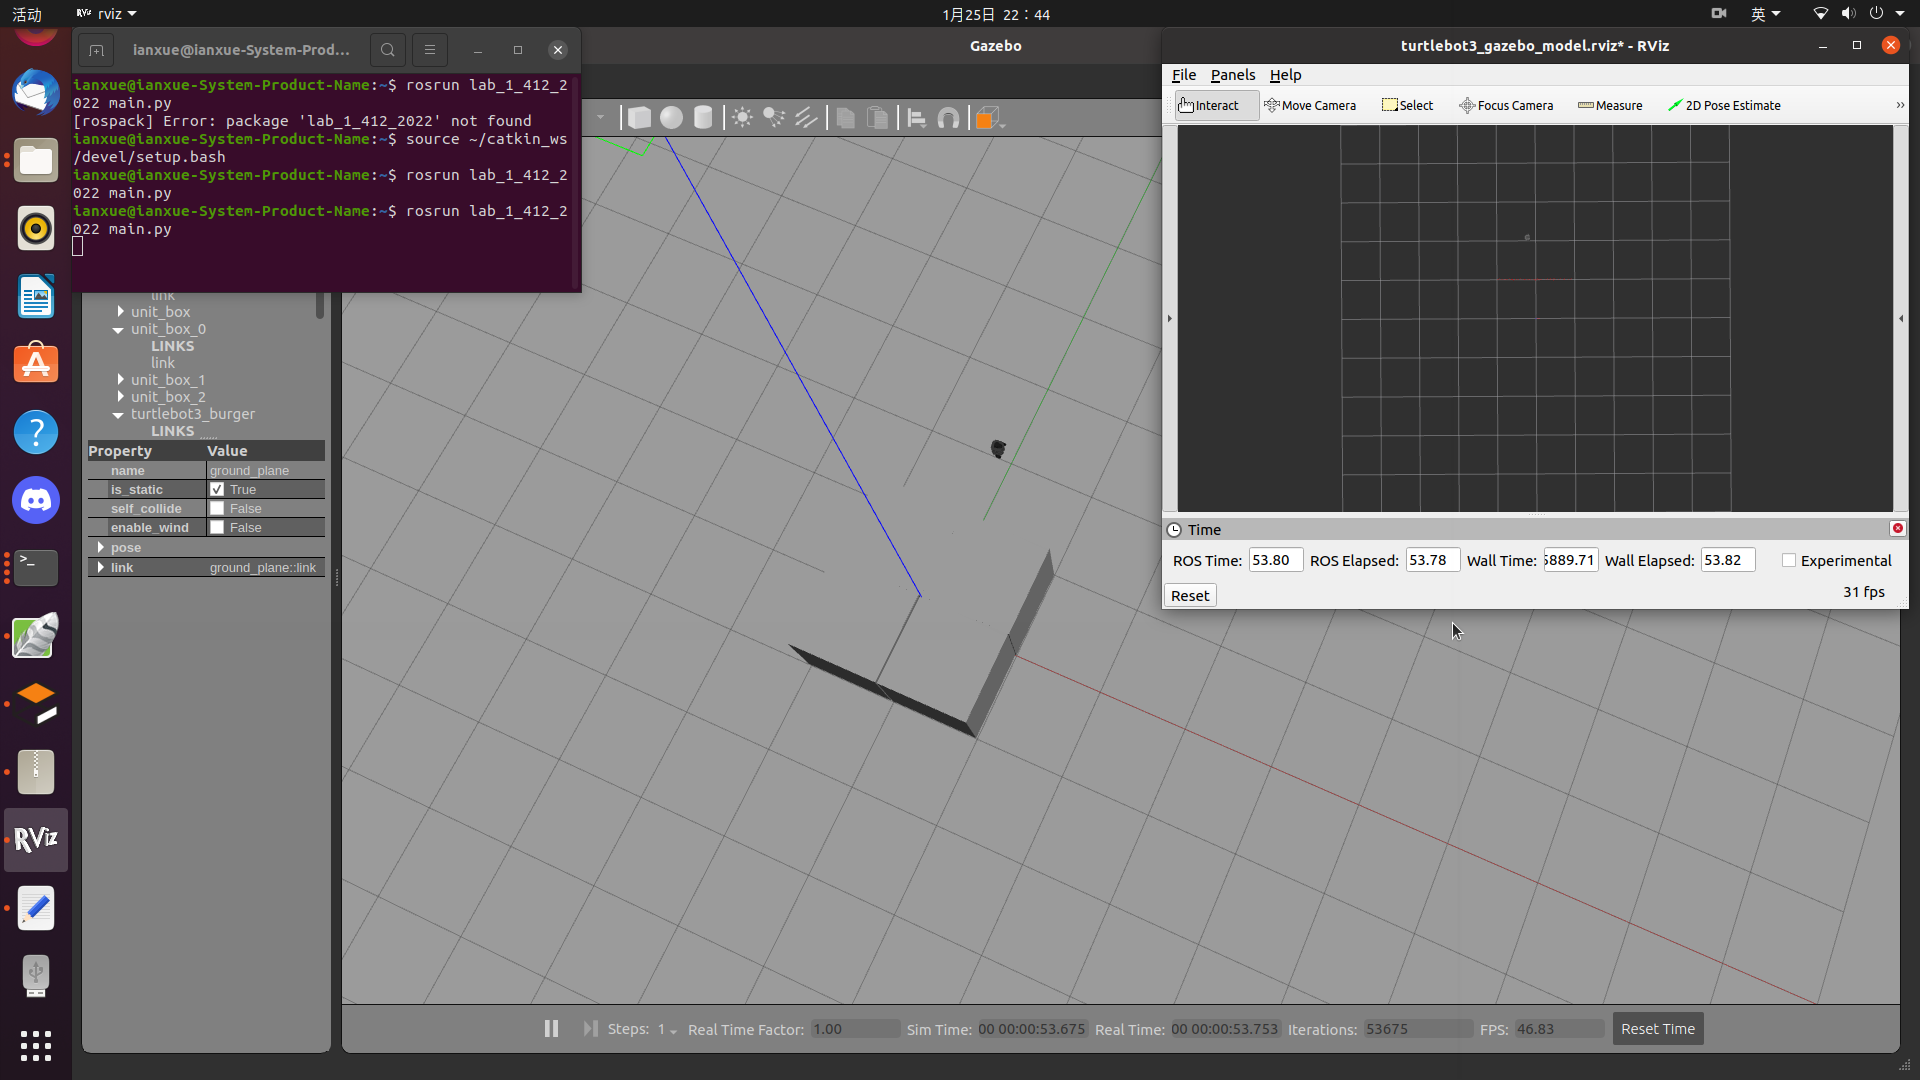 活动
rviz
1月25日 22：44
英
ianxue@ianxue-System-Prod...
ianxue@ianxue-System-Product-Name:~$ rosrun lab_1_412_2
022 main.py
[rospack] Error: package 'lab_1_412_2022' not found
ianxue@ianxue-System-Product-Name:~$ source ~/catkin_ws
/devel/setup.bash
ianxue@ianxue-System-Product-Name:~$ rosrun lab_1_412_2
022 main.py
ianxue@ianxue-System-Product-Name:~$ rosrun lab_1_412_2
022 main.py
Gazebo
link
unit_box
unit_box_0
LINKS
link
unit_box_1
unit_box_2
turtlebot3_burger
LINKS
Property Value
name ground_plane
is_static True
self_collide False
enable_wind False
pose
link ground_plane::link
turtlebot3_gazebo_model.rviz* - RViz
File Panels Help
Interact Move Camera Select Focus Camera Measure 2D Pose Estimate
Time
ROS Time: 53.80 ROS Elapsed: 53.78 Wall Time: 5889.71 Wall Elapsed: 53.82 Experimental
Reset 31 fps
RViz
Steps: 1 Real Time Factor: 1.00 Sim Time: 00 00:00:53.675 Real Time: 00 00:00:53.753 Iterations: 53675 FPS: 46.83 Reset Time